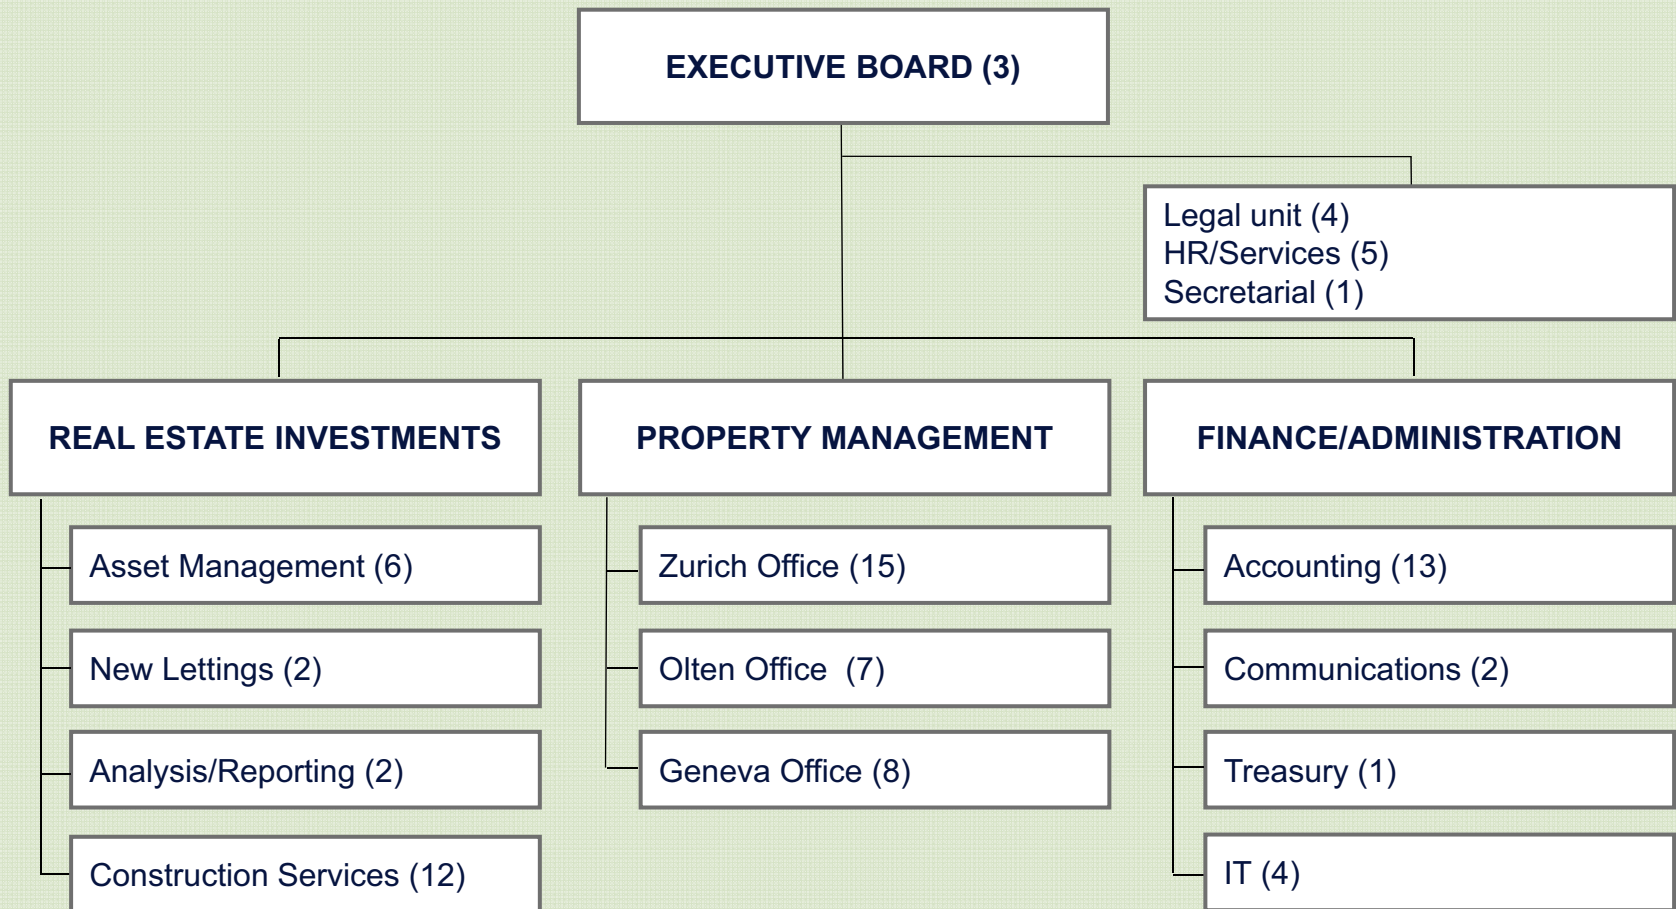 EXECUTIVE BOARD (3)
Legal unit (4)
HR/Services (5)
Secretarial (1)
REAL ESTATE INVESTMENTS
Asset Management (6)
New Lettings (2)
Analysis/Reporting (2)
Construction Services (12)
PROPERTY MANAGEMENT
Zurich Office (15)
Olten Office  (7)
Geneva Office (8)
FINANCE/ADMINISTRATION
Accounting (13)
Communications (2)
Treasury (1)
IT (4)